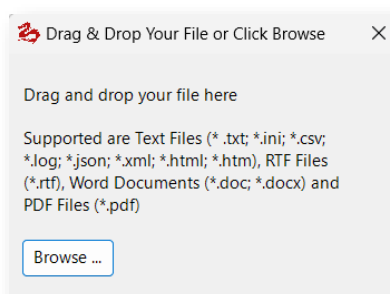 Drag & Drop Your File or Click Browse
Drag and drop your file here
Supported are Text Files (* .txt; *.ini; *.csv;
*.log; *.json; *.xml; *.html; *.htm), RTF Files
(*.rtf), Word Documents (*.doc; *.docx) and
PDF Files (*.pdf)
Browse ...